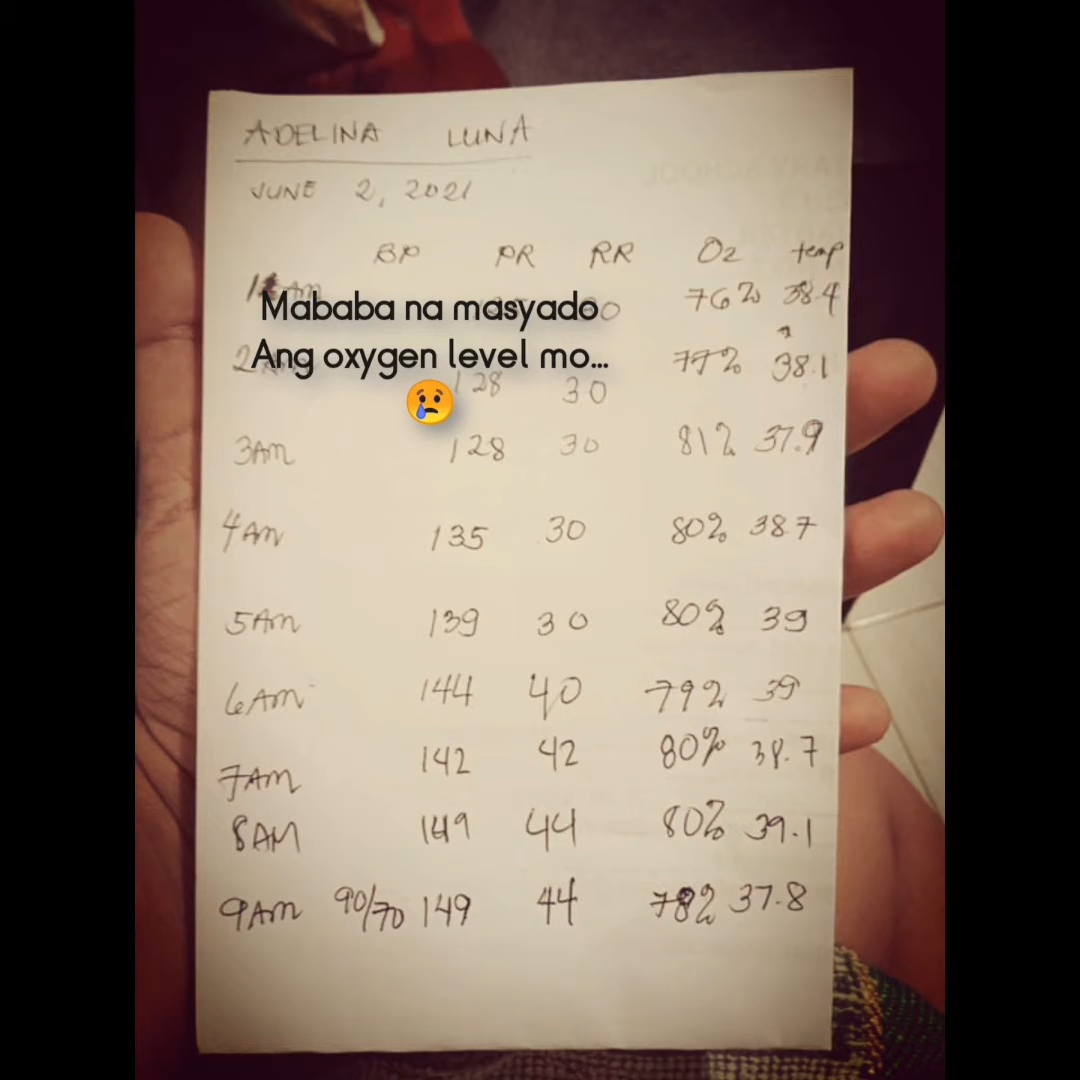 ADELINA LUNA
JUNE 2, 2021
BP PR RR O2 temp
AM 76% 38.4
Mababa na masyado
2 77% 38.1
Ang oxygen level mo...
😢
128 30
3AM 128 30 81% 37.9
4AM 135 30 80% 38.7
5AM 139 30 80% 39
6AM 144 40 79% 39
7AM 142 42 80% 38.7
8AM 149 44 80% 39.1
9AM 90/70 149 44 78% 37.8